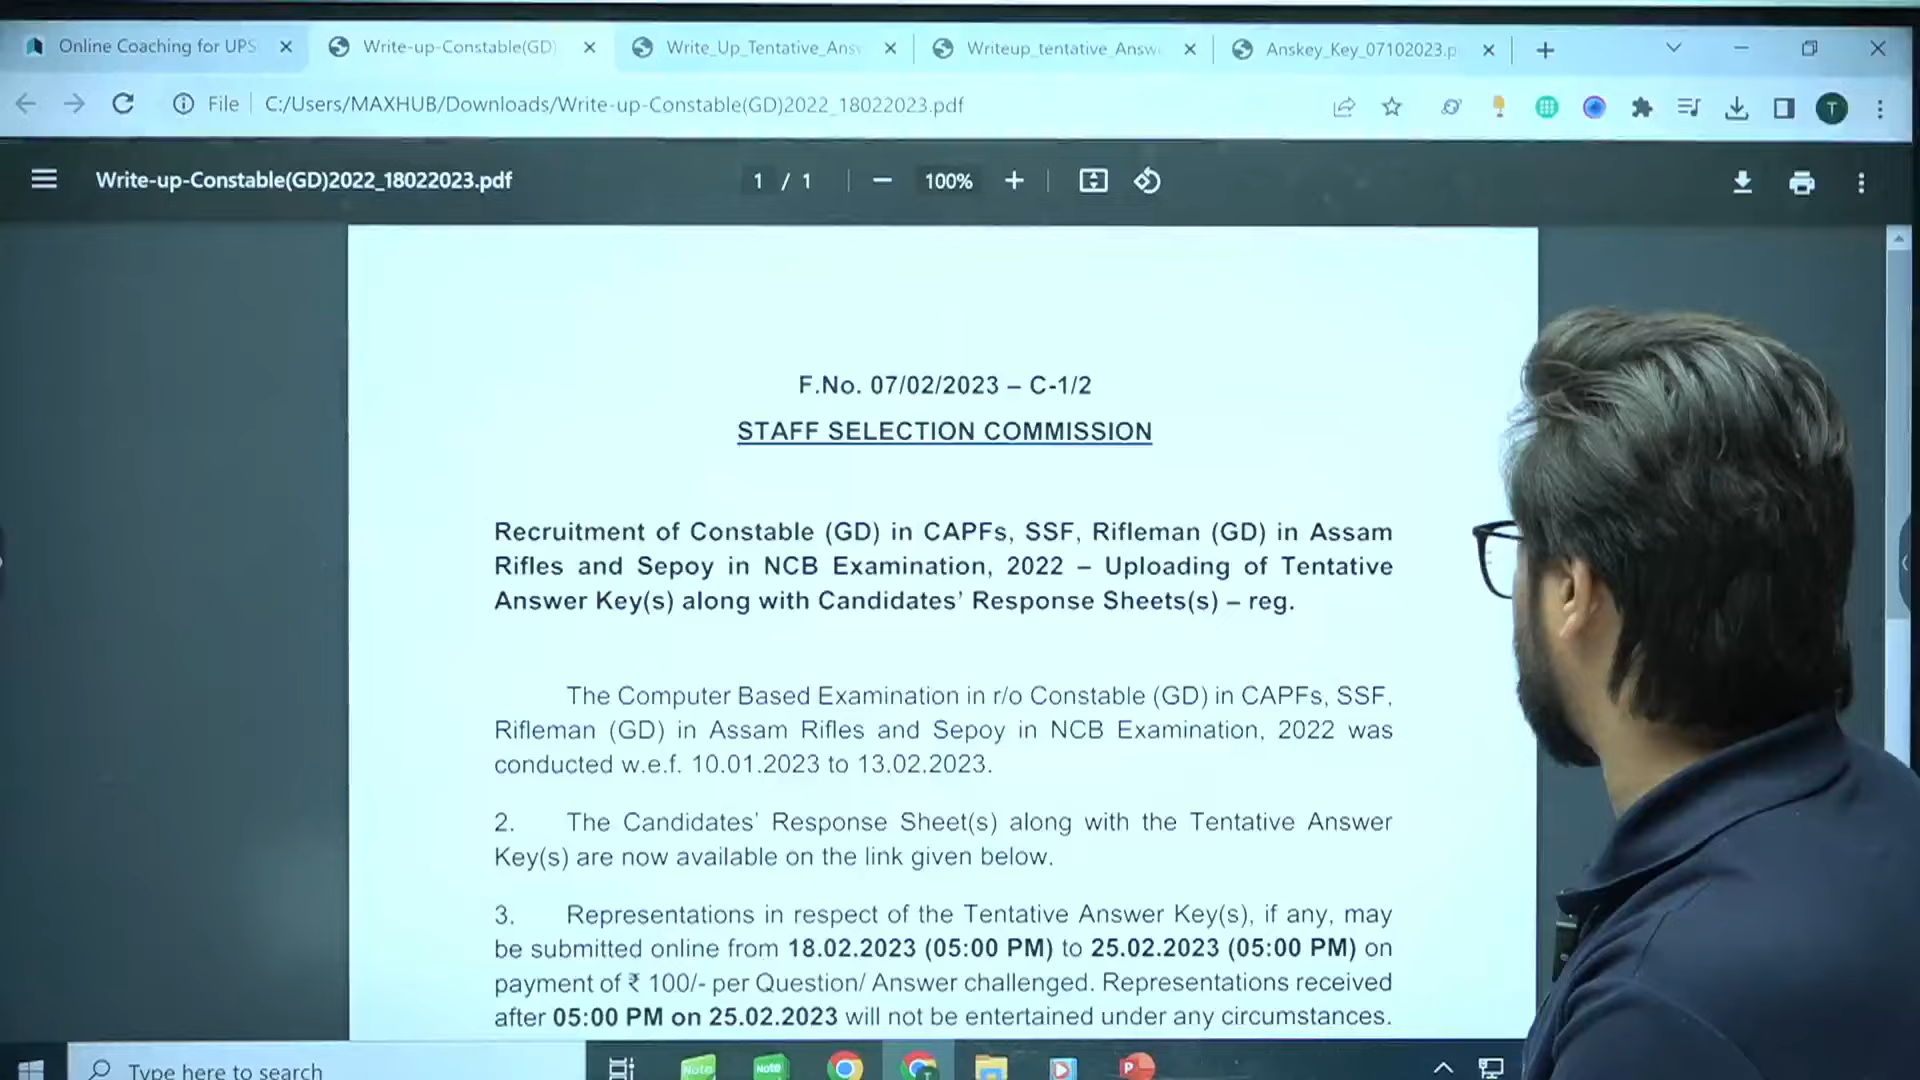 Online Coaching for UPS
Write-up-Constable(GD)
Write_Up_Tentative_Ans
Writeup_tentative_Answ
Anskey_Key_07102023.p
File
C:/Users/MAXHUB/Downloads/Write-up-Constable(GD)2022_18022023.pdf
T
Write-up-Constable(GD)2022_18022023.pdf
1 / 1
100%
F.No. 07/02/2023 – C-1/2
STAFF SELECTION COMMISSION
Recruitment of Constable (GD) in CAPFs, SSF, Rifleman (GD) in Assam
Rifles and Sepoy in NCB Examination, 2022 – Uploading of Tentative
Answer Key(s) along with Candidates’ Response Sheets(s) – reg.
The Computer Based Examination in r/o Constable (GD) in CAPFs, SSF,
Rifleman (GD) in Assam Rifles and Sepoy in NCB Examination, 2022 was
conducted w.e.f. 10.01.2023 to 13.02.2023.
2. The Candidates’ Response Sheet(s) along with the Tentative Answer
Key(s) are now available on the link given below.
3. Representations in respect of the Tentative Answer Key(s), if any, may
be submitted online from 18.02.2023 (05:00 PM) to 25.02.2023 (05:00 PM) on
payment of ₹ 100/- per Question/ Answer challenged. Representations received
after 05:00 PM on 25.02.2023 will not be entertained under any circumstances.
Type here to search
Note
Note
T
P